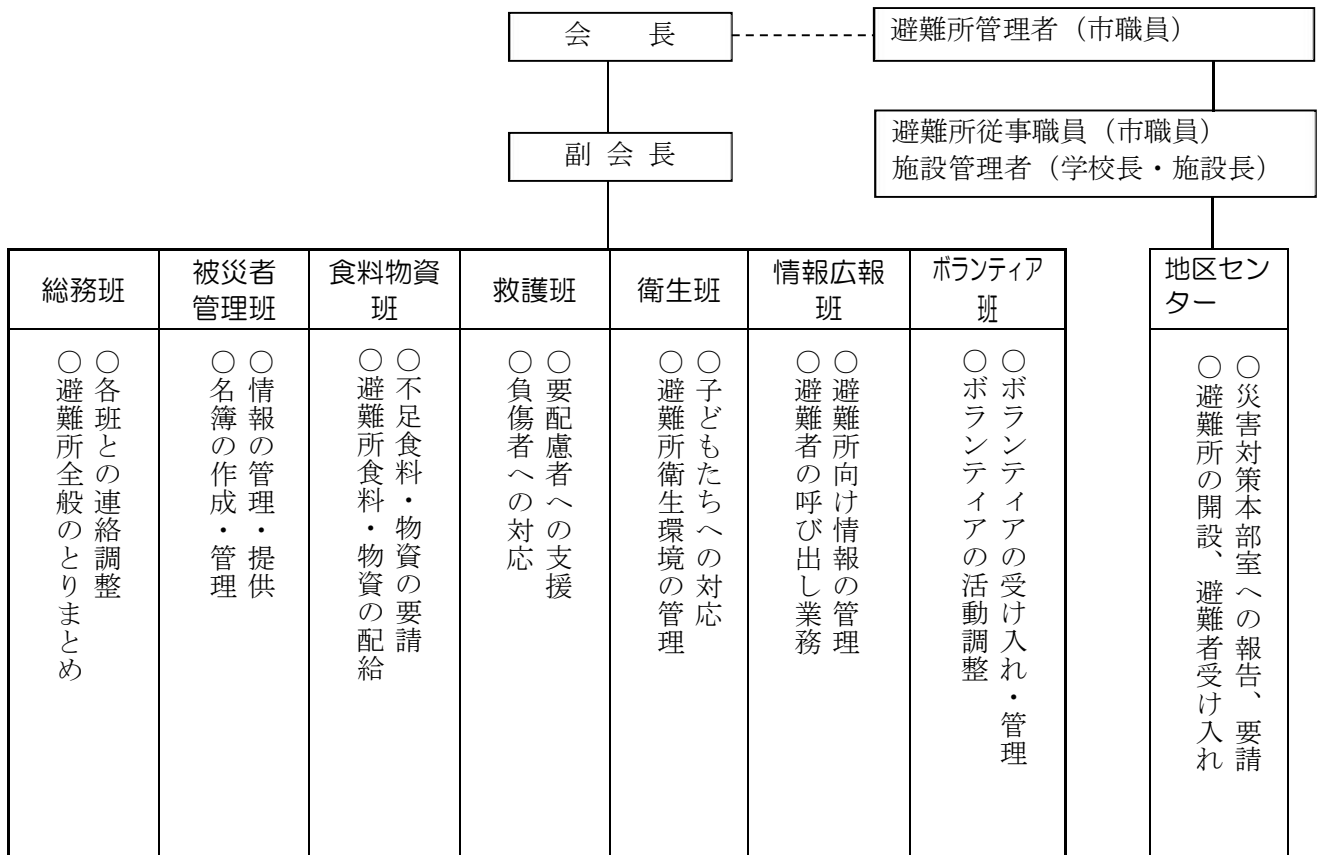 会　　長
避難所管理者（市職員）
副 会 長
避難所従事職員（市職員）
施設管理者（学校長・施設長）
総務班
○各班との連絡調整
○避難所全般のとりまとめ
被災者
管理班
○情報の管理・提供
○名簿の作成・管理
食料物資
班
○不足食料・物資の要請
○避難所食料・物資の配給
救護班
○要配慮者への支援
○負傷者への対応
衛生班
○子どもたちへの対応
○避難所衛生環境の管理
情報広報
班
○避難所向け情報の管理
○避難者の呼び出し業務
ボランティア
班
○ボランティアの受け入れ・管理
○ボランティアの活動調整
地区セン
ター
○災害対策本部室への報告、要請
○避難所の開設、避難者受け入れ